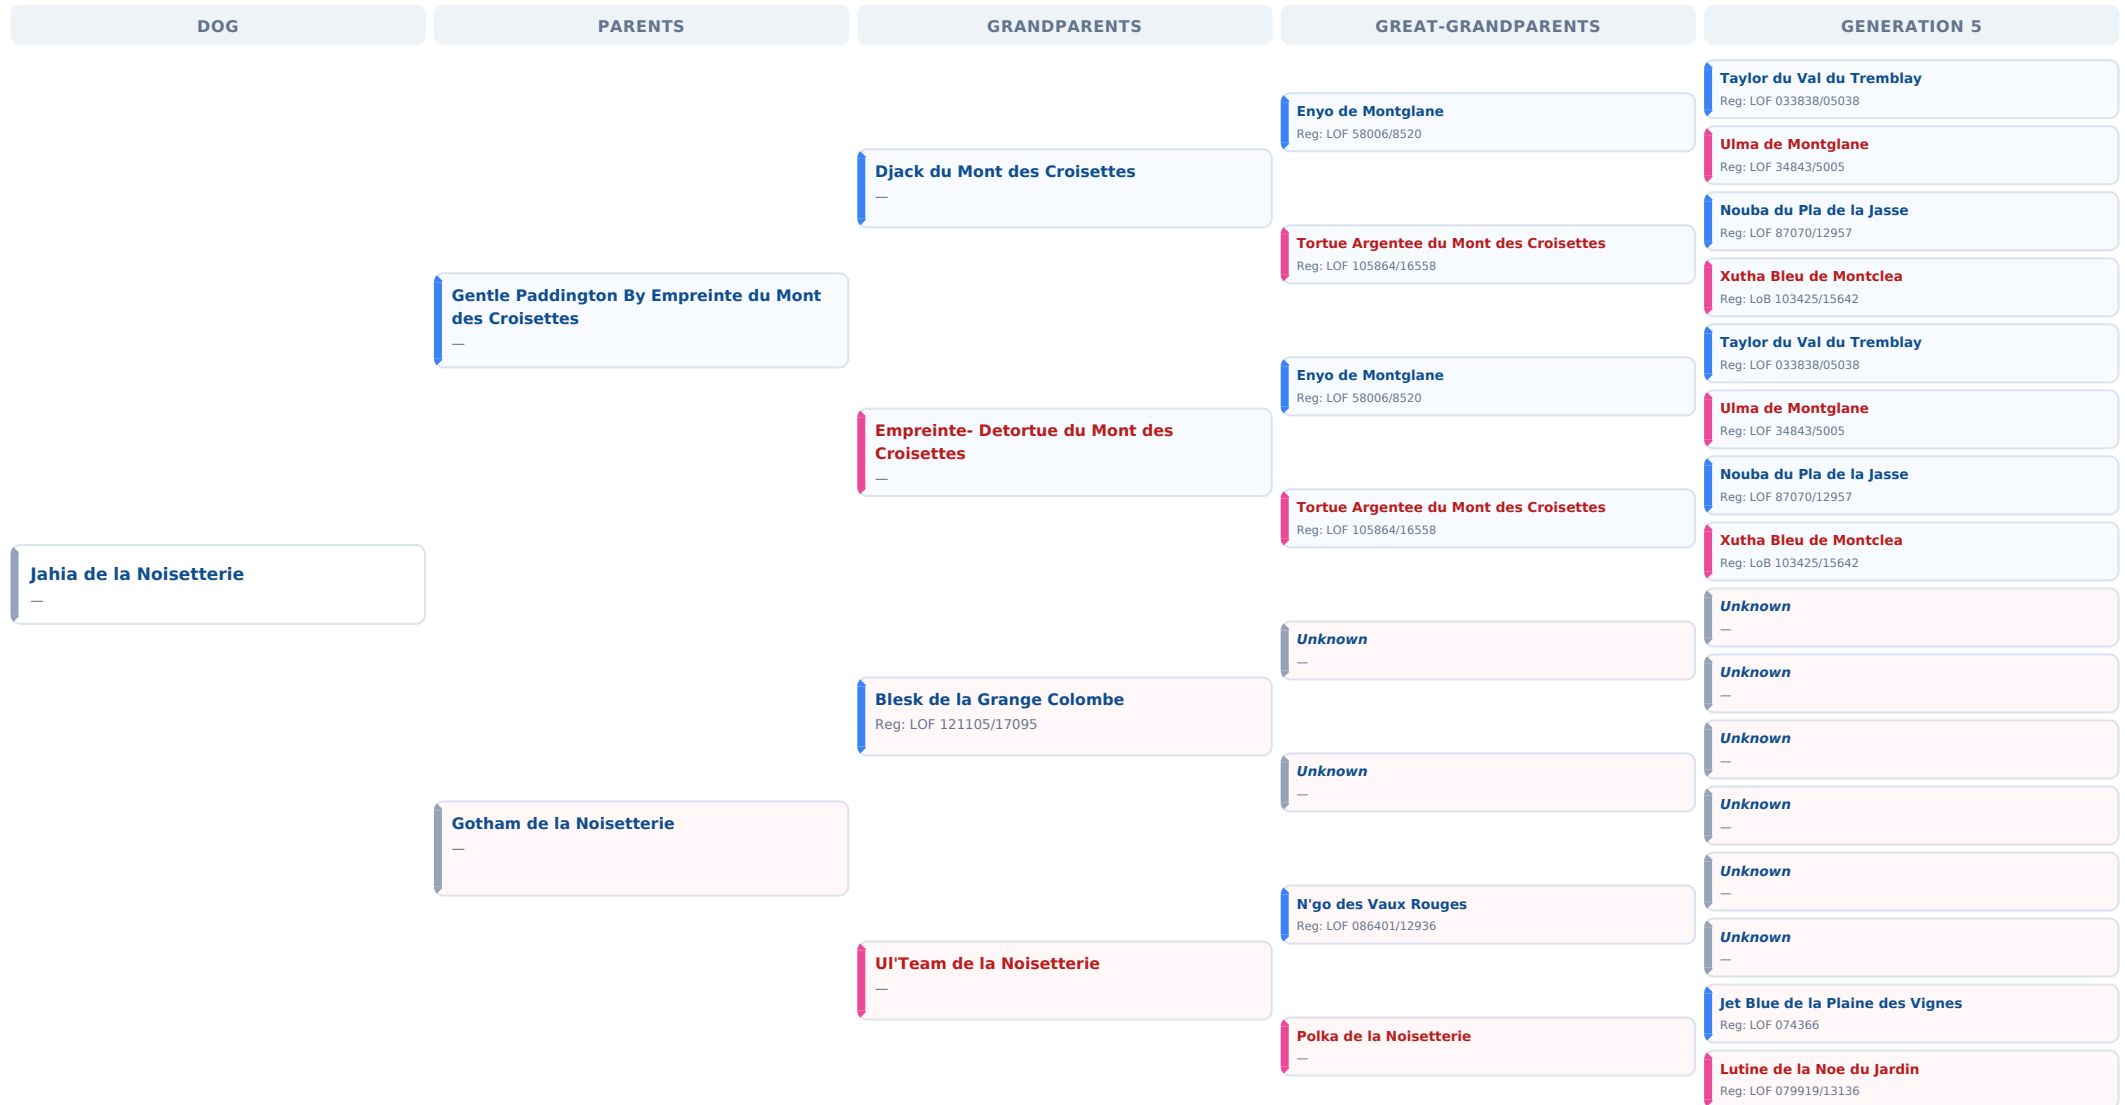 DOG
PARENTS
GRANDPARENTS
GREAT-GRANDPARENTS
GENERATION 5
Jahia de la Noisetterie
—
Gentle Paddington By Empreinte du Mont
des Croisettes
—
Gotham de la Noisetterie
—
Djack du Mont des Croisettes
—
Empreinte- Detortue du Mont des
Croisettes
—
Blesk de la Grange Colombe
Reg: LOF 121105/17095
Ul'Team de la Noisetterie
—
Enyo de Montglane
Reg: LOF 58006/8520
Tortue Argentee du Mont des Croisettes
Reg: LOF 105864/16558
Enyo de Montglane
Reg: LOF 58006/8520
Tortue Argentee du Mont des Croisettes
Reg: LOF 105864/16558
Unknown
—
Unknown
—
N'go des Vaux Rouges
Reg: LOF 086401/12936
Polka de la Noisetterie
—
Taylor du Val du Tremblay
Reg: LOF 033838/05038
Ulma de Montglane
Reg: LOF 34843/5005
Nouba du Pla de la Jasse
Reg: LOF 87070/12957
Xutha Bleu de Montclea
Reg: LoB 103425/15642
Taylor du Val du Tremblay
Reg: LOF 033838/05038
Ulma de Montglane
Reg: LOF 34843/5005
Nouba du Pla de la Jasse
Reg: LOF 87070/12957
Xutha Bleu de Montclea
Reg: LoB 103425/15642
Unknown
—
Unknown
—
Unknown
—
Unknown
—
Unknown
—
Unknown
—
Jet Blue de la Plaine des Vignes
Reg: LOF 074366
Lutine de la Noe du Jardin
Reg: LOF 079919/13136